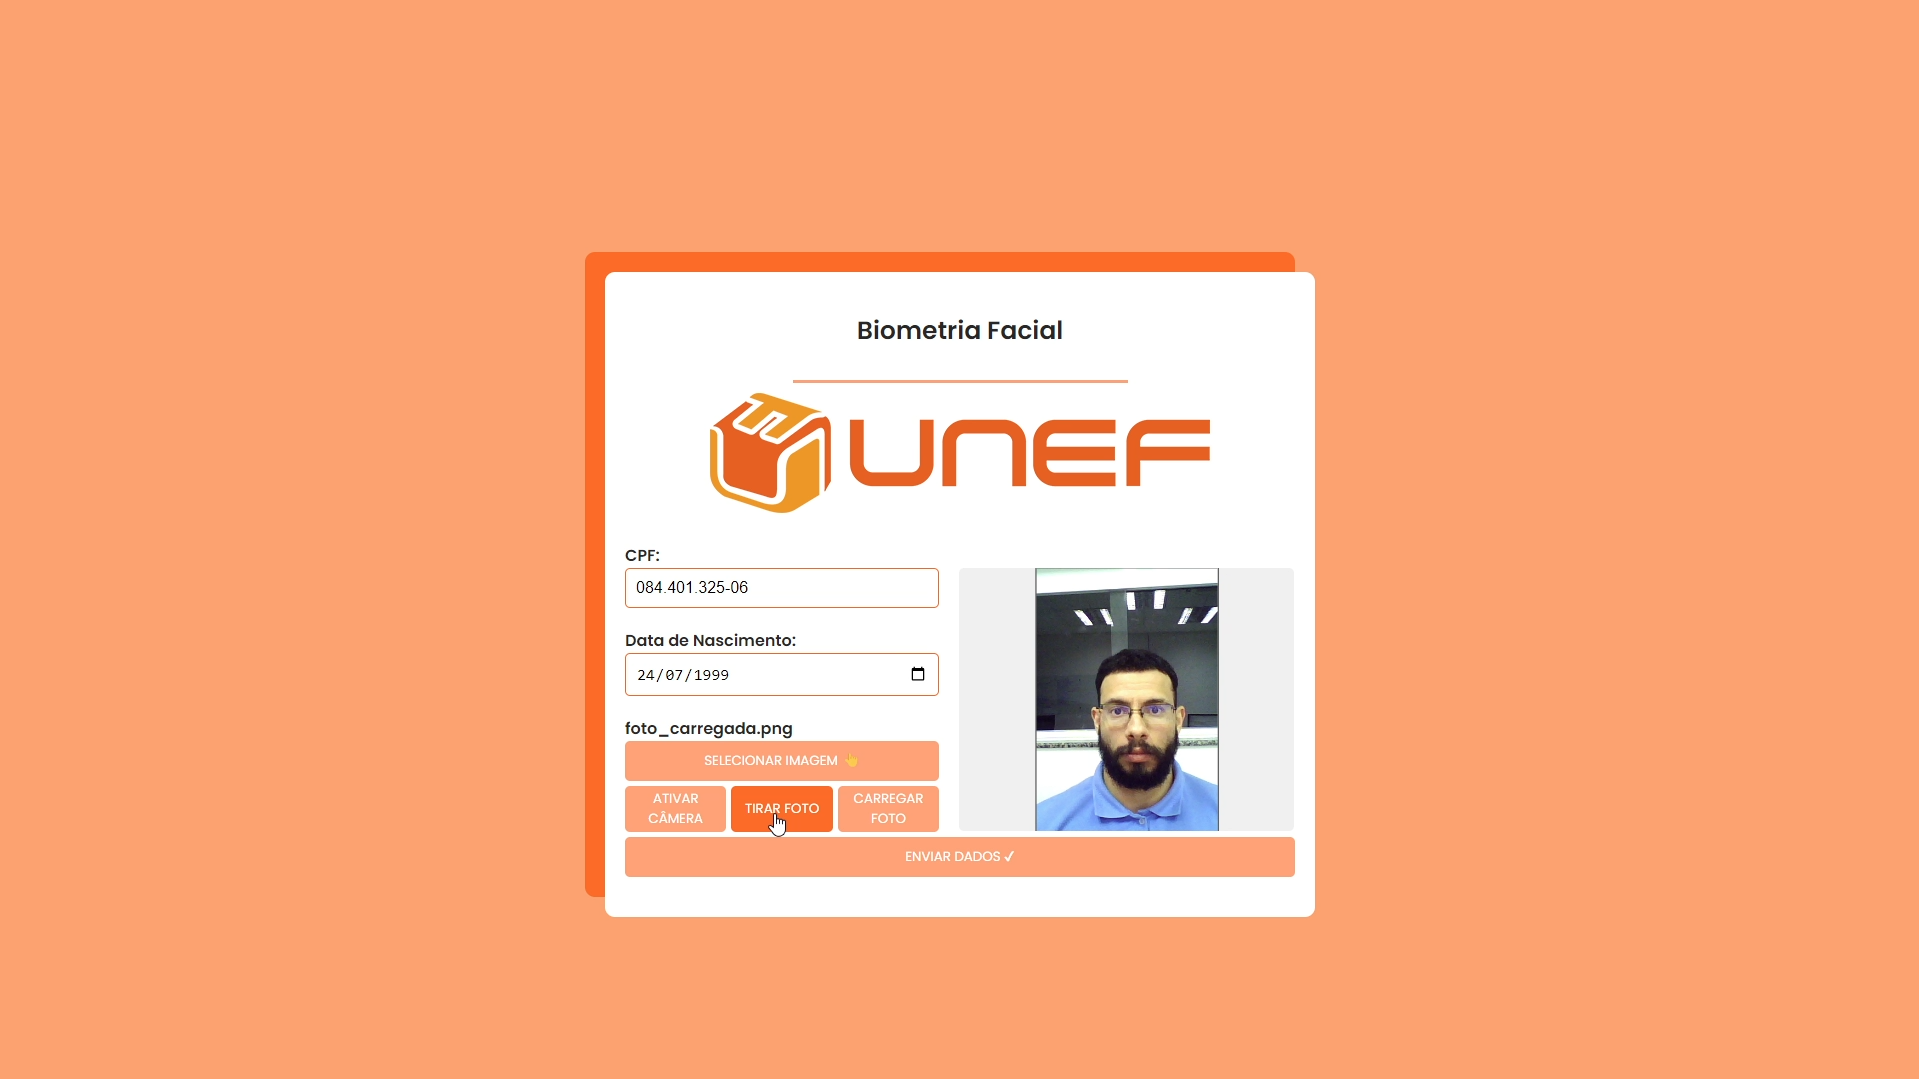 Biometria Facial
UNEF
CPF:
084.401.325-06
Data de Nascimento:
24/07/1999
foto_carregada.png
SELECIONAR IMAGEM
ATIVAR
CÂMERA
TIRAR FOTO
CARREGAR
FOTO
ENVIAR DADOS ✓